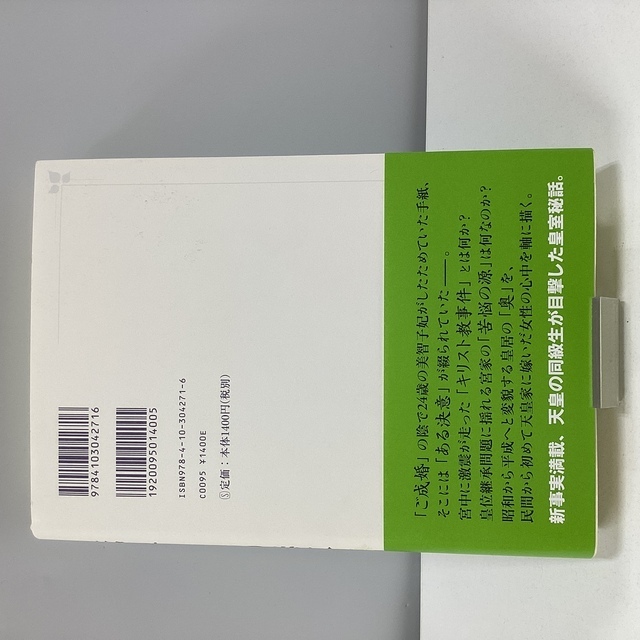 9784103042716
1920095014005
ISBN978-4-10-304271-6
C0095 ¥1400E
Ⓢ定価：本体1400円(税別)
「ご成婚」の陰で24歳の美智子妃がしたためていた手紙、
そこには「ある決意」が綴られていた――。
宮中に激震が走った「キリスト教事件」とは何か?
皇位継承問題に揺れる宮家の「苦悩の源」は何なのか?
昭和から平成へと変貌する皇居の「奥」を、
民間から初めて天皇家に嫁いだ女性の心中を軸に描く。
新事実満載、天皇の同級生が目撃した皇室秘話。